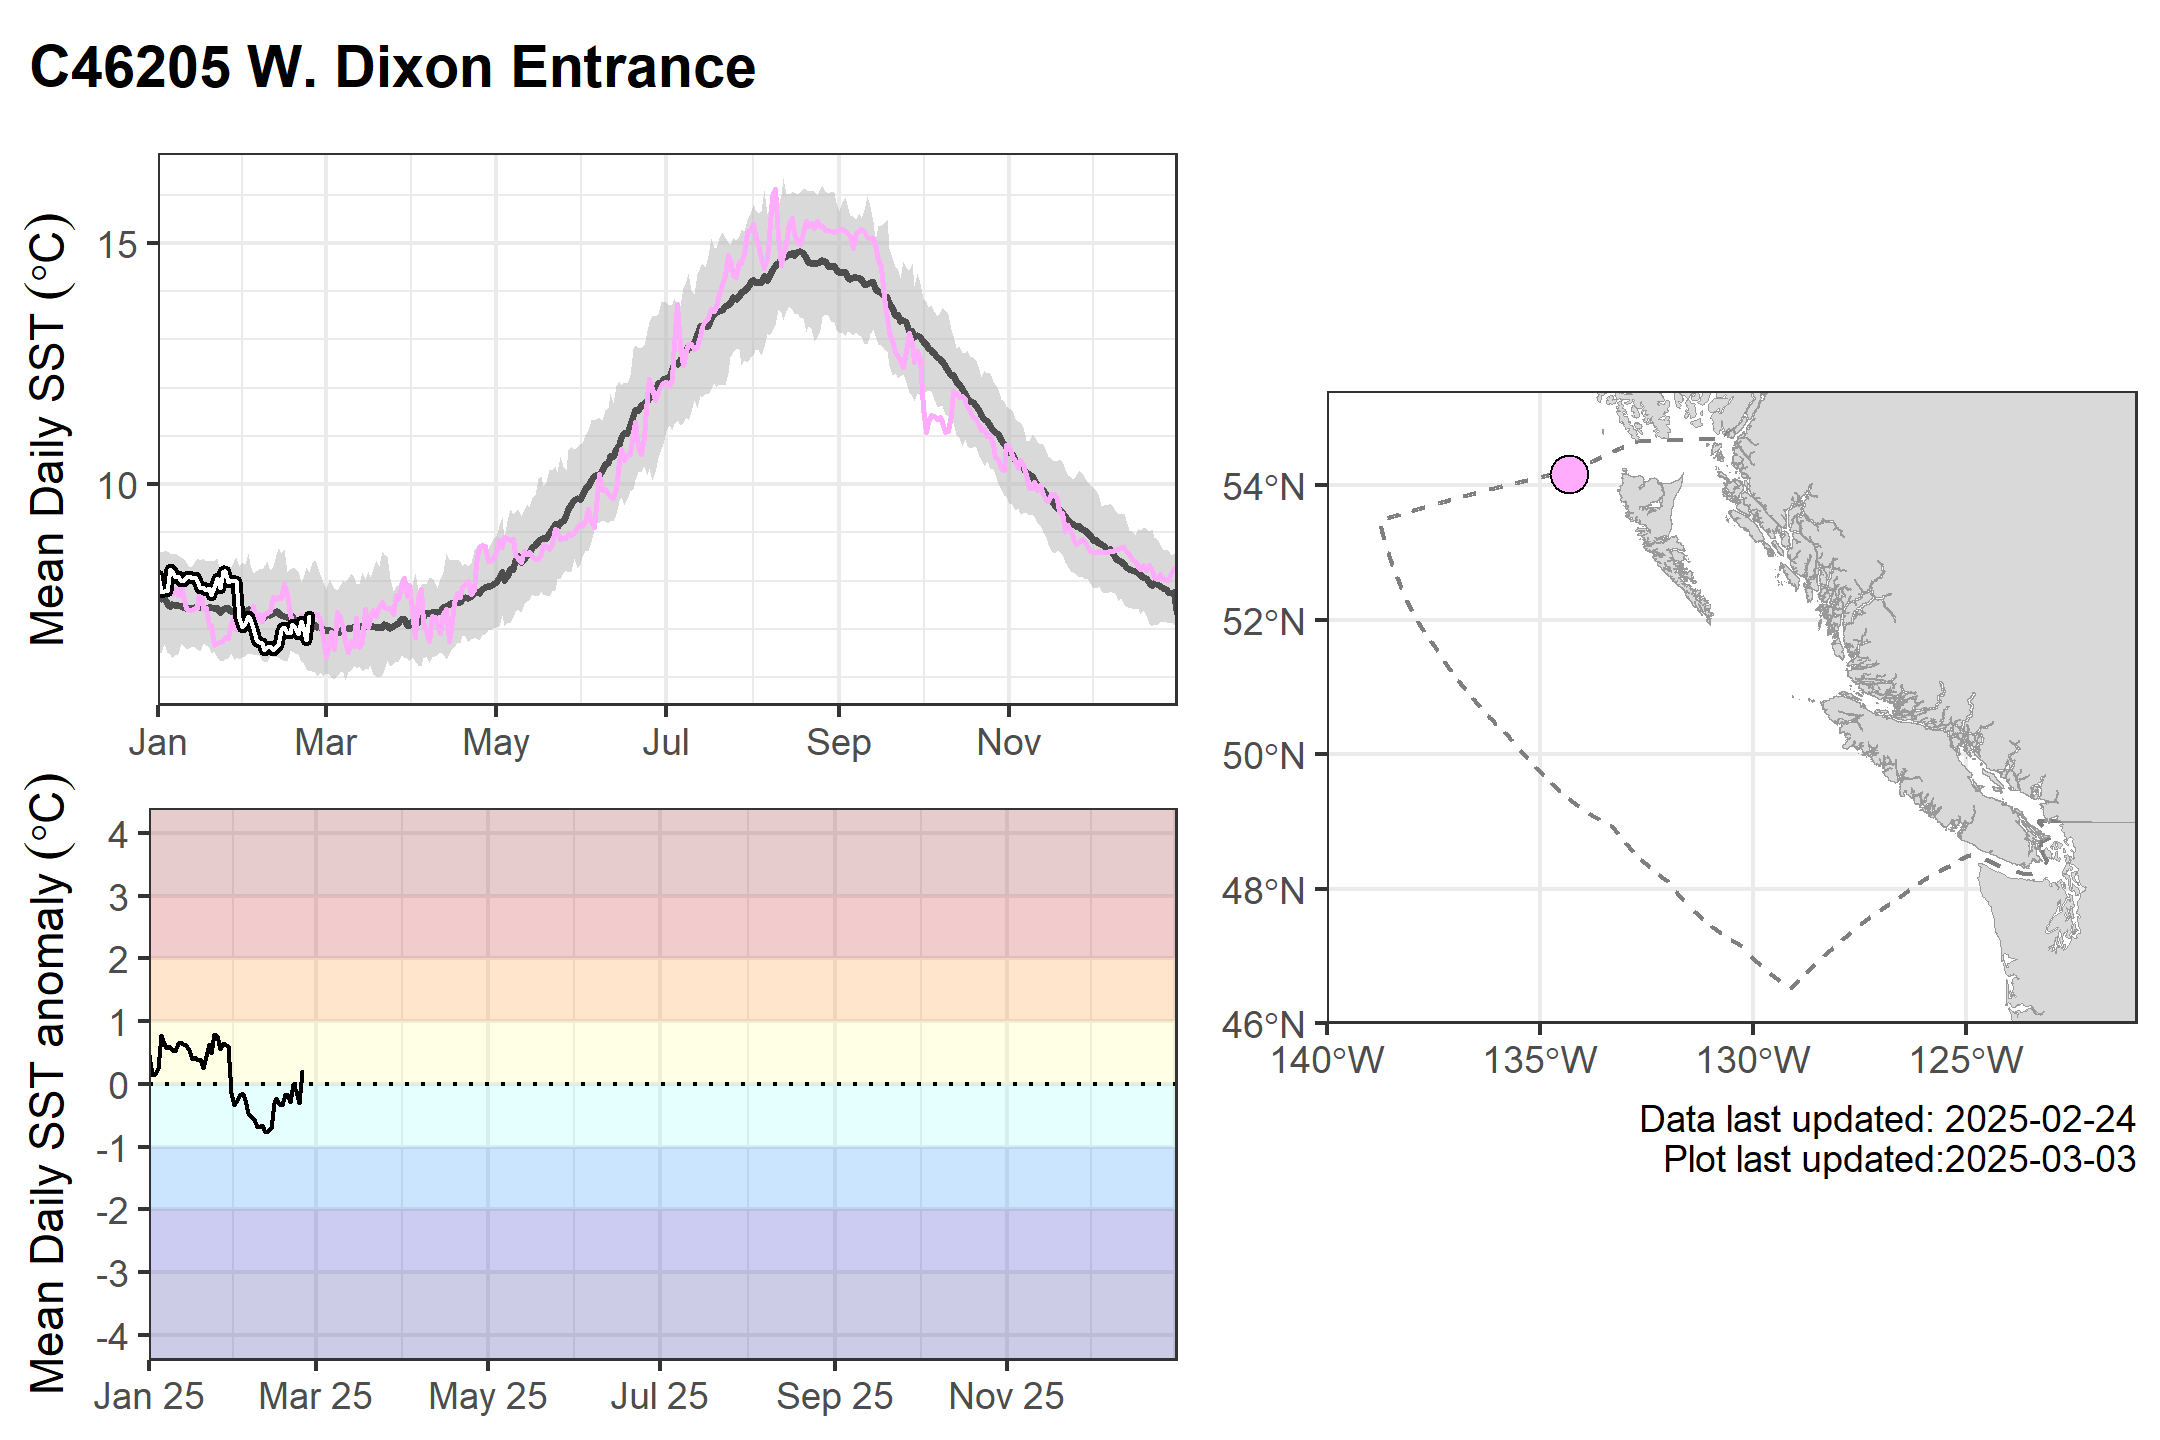 C46205 W. Dixon Entrance
Mean Daily SST (°C)
15
10
Jan Mar May Jul Sep Nov
Mean Daily SST anomaly (°C)
4
3
2
1
0
-1
-2
-3
-4
Jan 25 Mar 25 May 25 Jul 25 Sep 25 Nov 25
54°N
52°N
50°N
48°N
46°N
140°W 135°W 130°W 125°W
Data last updated: 2025-02-24
Plot last updated:2025-03-03